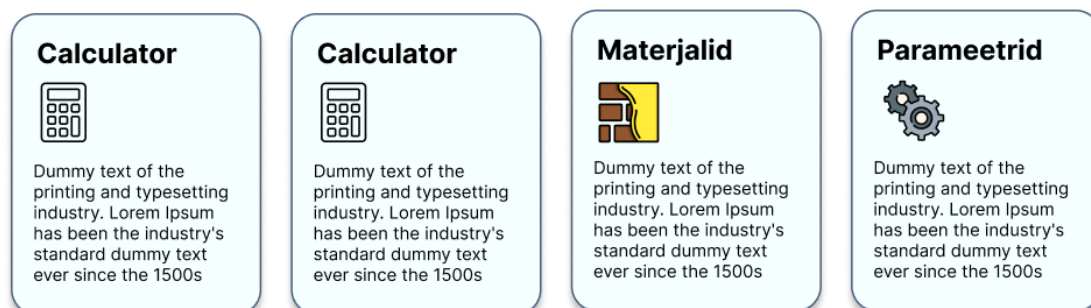 Calculator
Dummy text of the
printing and typesetting
industry. Lorem Ipsum
has been the industry's
standard dummy text
ever since the 1500s
Calculator
Dummy text of the
printing and typesetting
industry. Lorem Ipsum
has been the industry's
standard dummy text
ever since the 1500s
Materjalid
Dummy text of the
printing and typesetting
industry. Lorem Ipsum
has been the industry's
standard dummy text
ever since the 1500s
Parameetrid
Dummy text of the
printing and typesetting
industry. Lorem Ipsum
has been the industry's
standard dummy text
ever since the 1500s